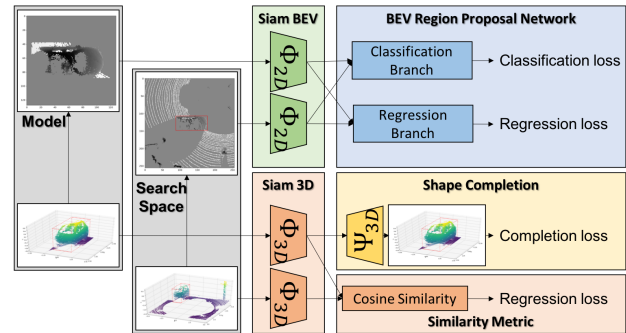 Siam BEV
BEV Region Proposal Network
Φ2D
Classification
Branch
Classification loss
Φ2D
Regression
Branch
Regression loss
Model
Search
Space
Siam 3D
Shape Completion
Φ3D
Ψ3D
Completion loss
Φ3D
Cosine Similarity
Regression loss
Similarity Metric